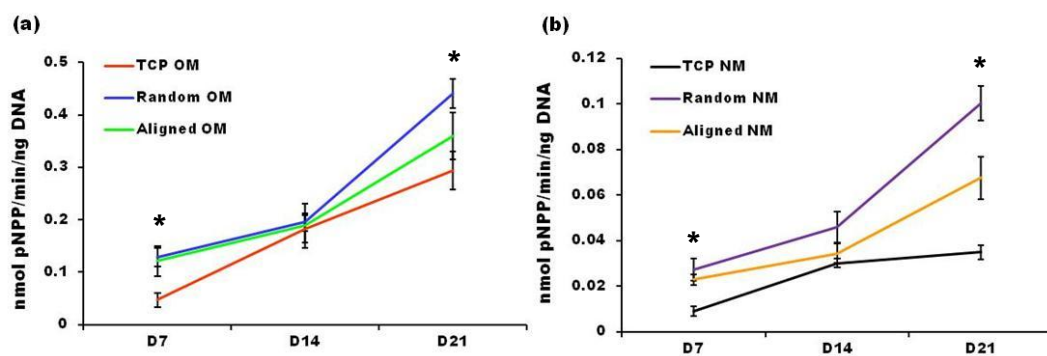 (a)
nmol pNPP/min/ng DNA
0.5
0.4
0.3
0.2
0.1
0
TCP OM
Random OM
Aligned OM
*
*
D7
D14
D21
(b)
nmol pNPP/min/ng DNA
0.12
0.1
0.08
0.06
0.04
0.02
0
TCP NM
Random NM
Aligned NM
*
*
D7
D14
D21